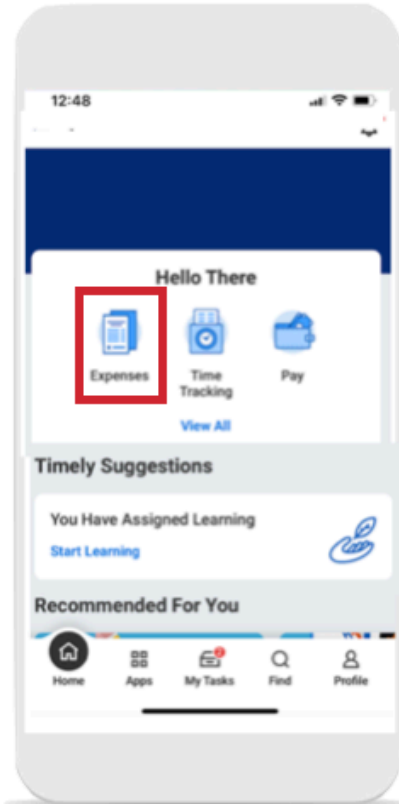 12:48
Hello There
Expenses
Time
Tracking
Pay
View All
Timely Suggestions
You Have Assigned Learning
Start Learning
Recommended For You
2
Home
Apps
My Tasks
Find
Profile